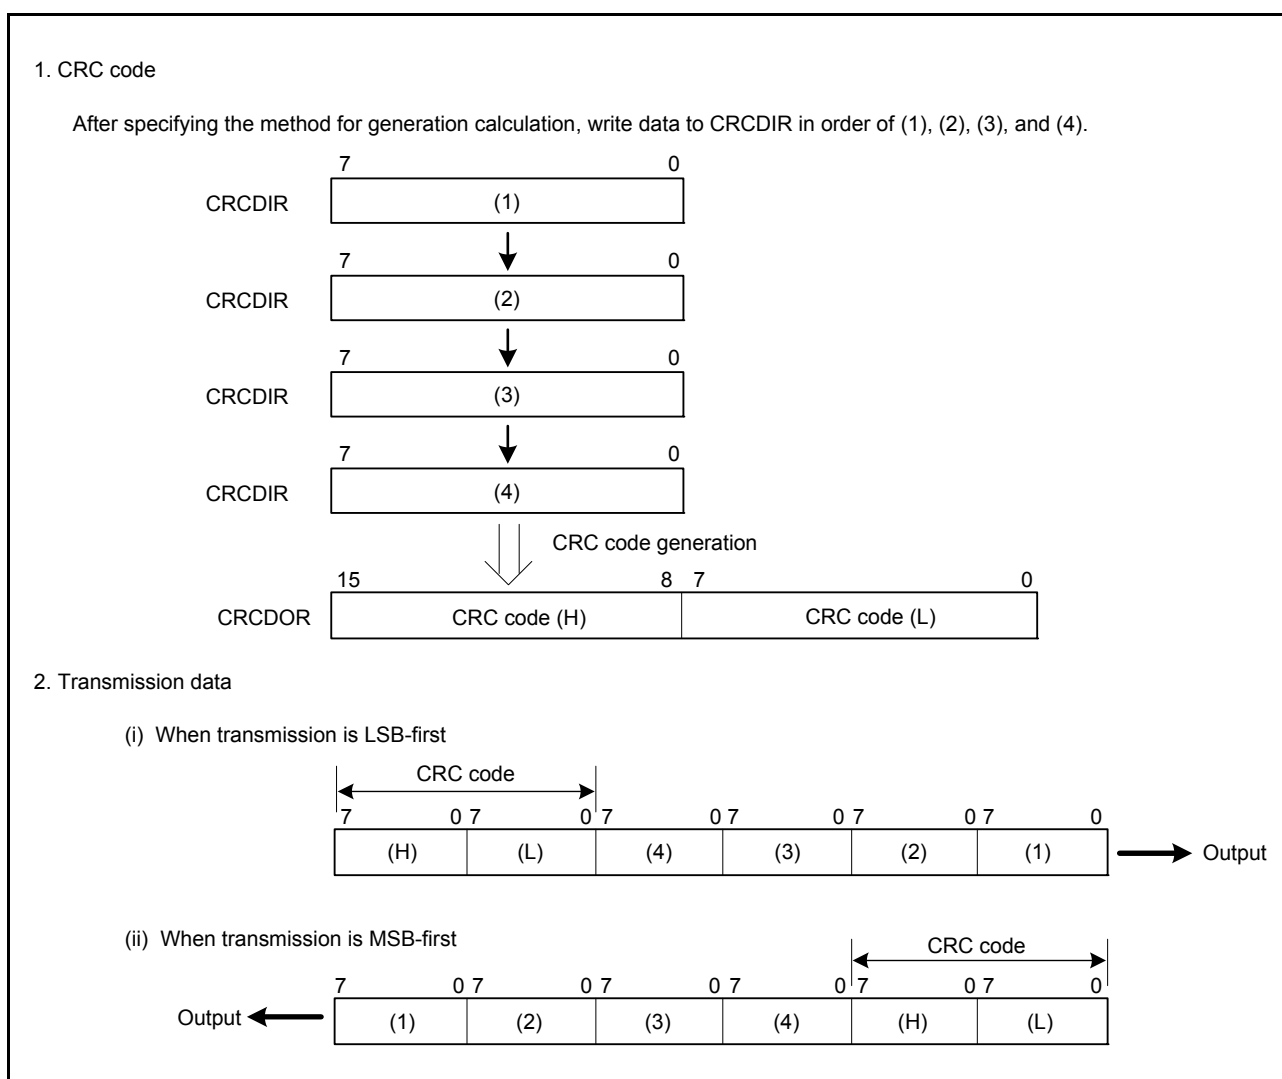 1. CRC code
After specifying the method for generation calculation, write data to CRCDIR in order of (1), (2), (3), and (4).
7 0
CRCDIR (1)
7 0
CRCDIR (2)
7 0
CRCDIR (3)
7 0
CRCDIR (4)
CRC code generation
15 8 7 0
CRCDOR CRC code (H) CRC code (L)
2. Transmission data
(i) When transmission is LSB-first
CRC code
7 0 7 0 7 0 7 0 7 0 7 0
(H) (L) (4) (3) (2) (1) Output
(ii) When transmission is MSB-first
CRC code
7 0 7 0 7 0 7 0 7 0 7 0
Output (1) (2) (3) (4) (H) (L)